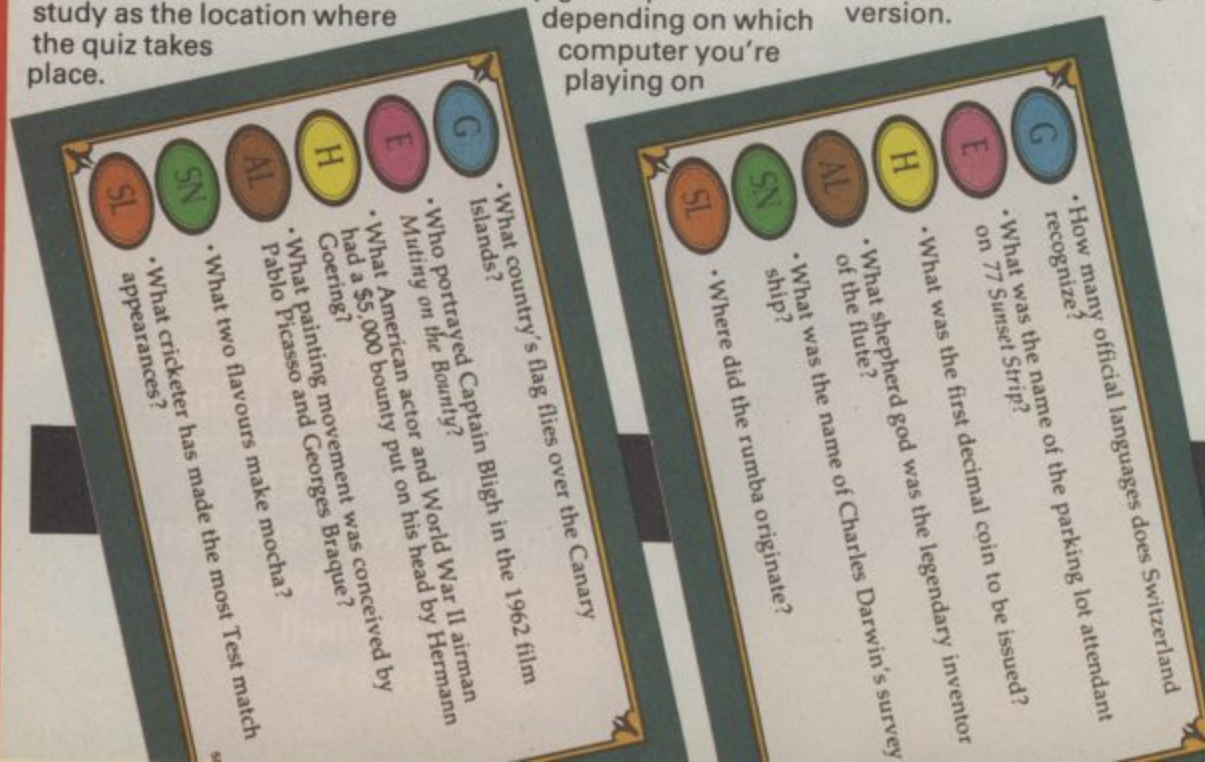 study as the location where
the quiz takes
place.
depending on which
computer you're
playing on
version.
G
• What country's flag flies over the Canary
Islands?
E
• Who portrayed Captain Bligh in the 1962 film
Mutiny on the Bounty?
H
• What American actor and World War II airman
had a $5,000 bounty put on his head by Hermann
Goering?
AL
• What painting movement was conceived by
Pablo Picasso and Georges Braque?
SN
• What two flavours make mocha?
SL
• What cricketer has made the most Test match
appearances?
G
• How many official languages does Switzerland
recognize?
E
• What was the name of the parking lot attendant
on 77 Sunset Strip?
H
• What was the first decimal coin to be issued?
AL
• What shepherd god was the legendary inventor
of the flute?
SN
• What was the name of Charles Darwin's survey
ship?
SL
• Where did the rumba originate?